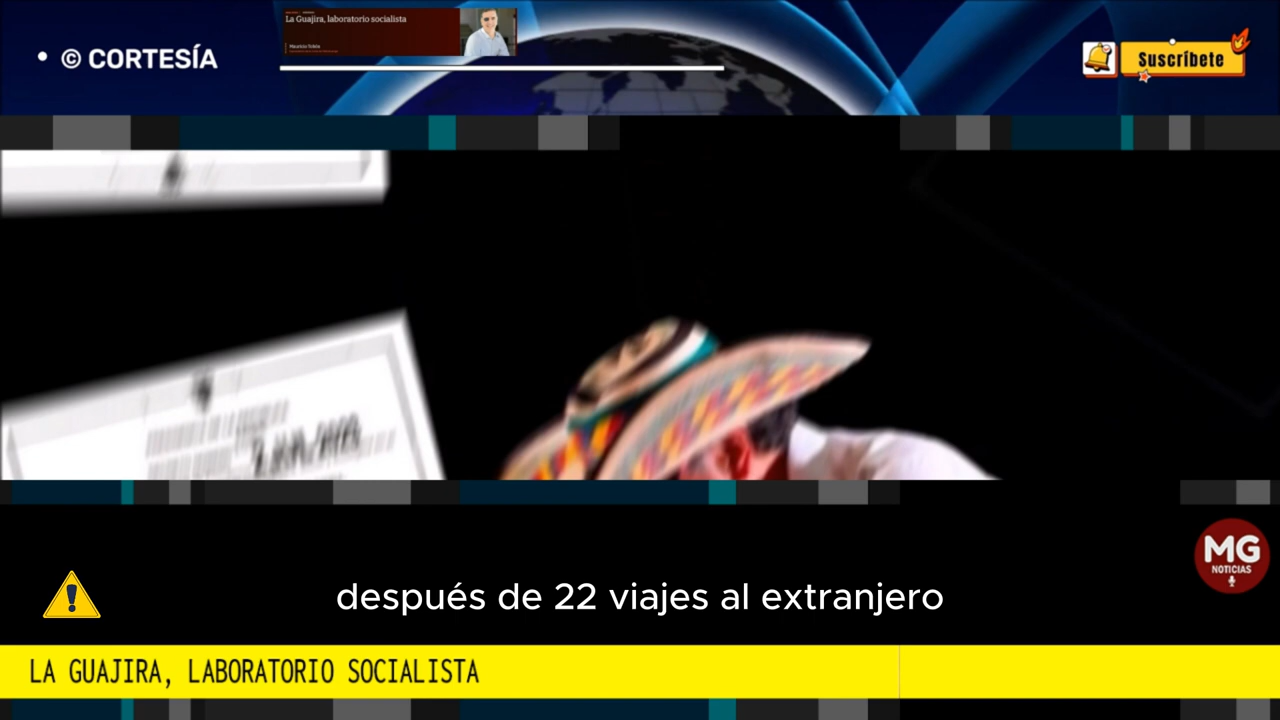 • © CORTESÍA
La Guajira, laboratorio socialista
Suscríbete
MG
NOTICIAS
después de 22 viajes al extranjero
LA GUAJIRA, LABORATORIO SOCIALISTA